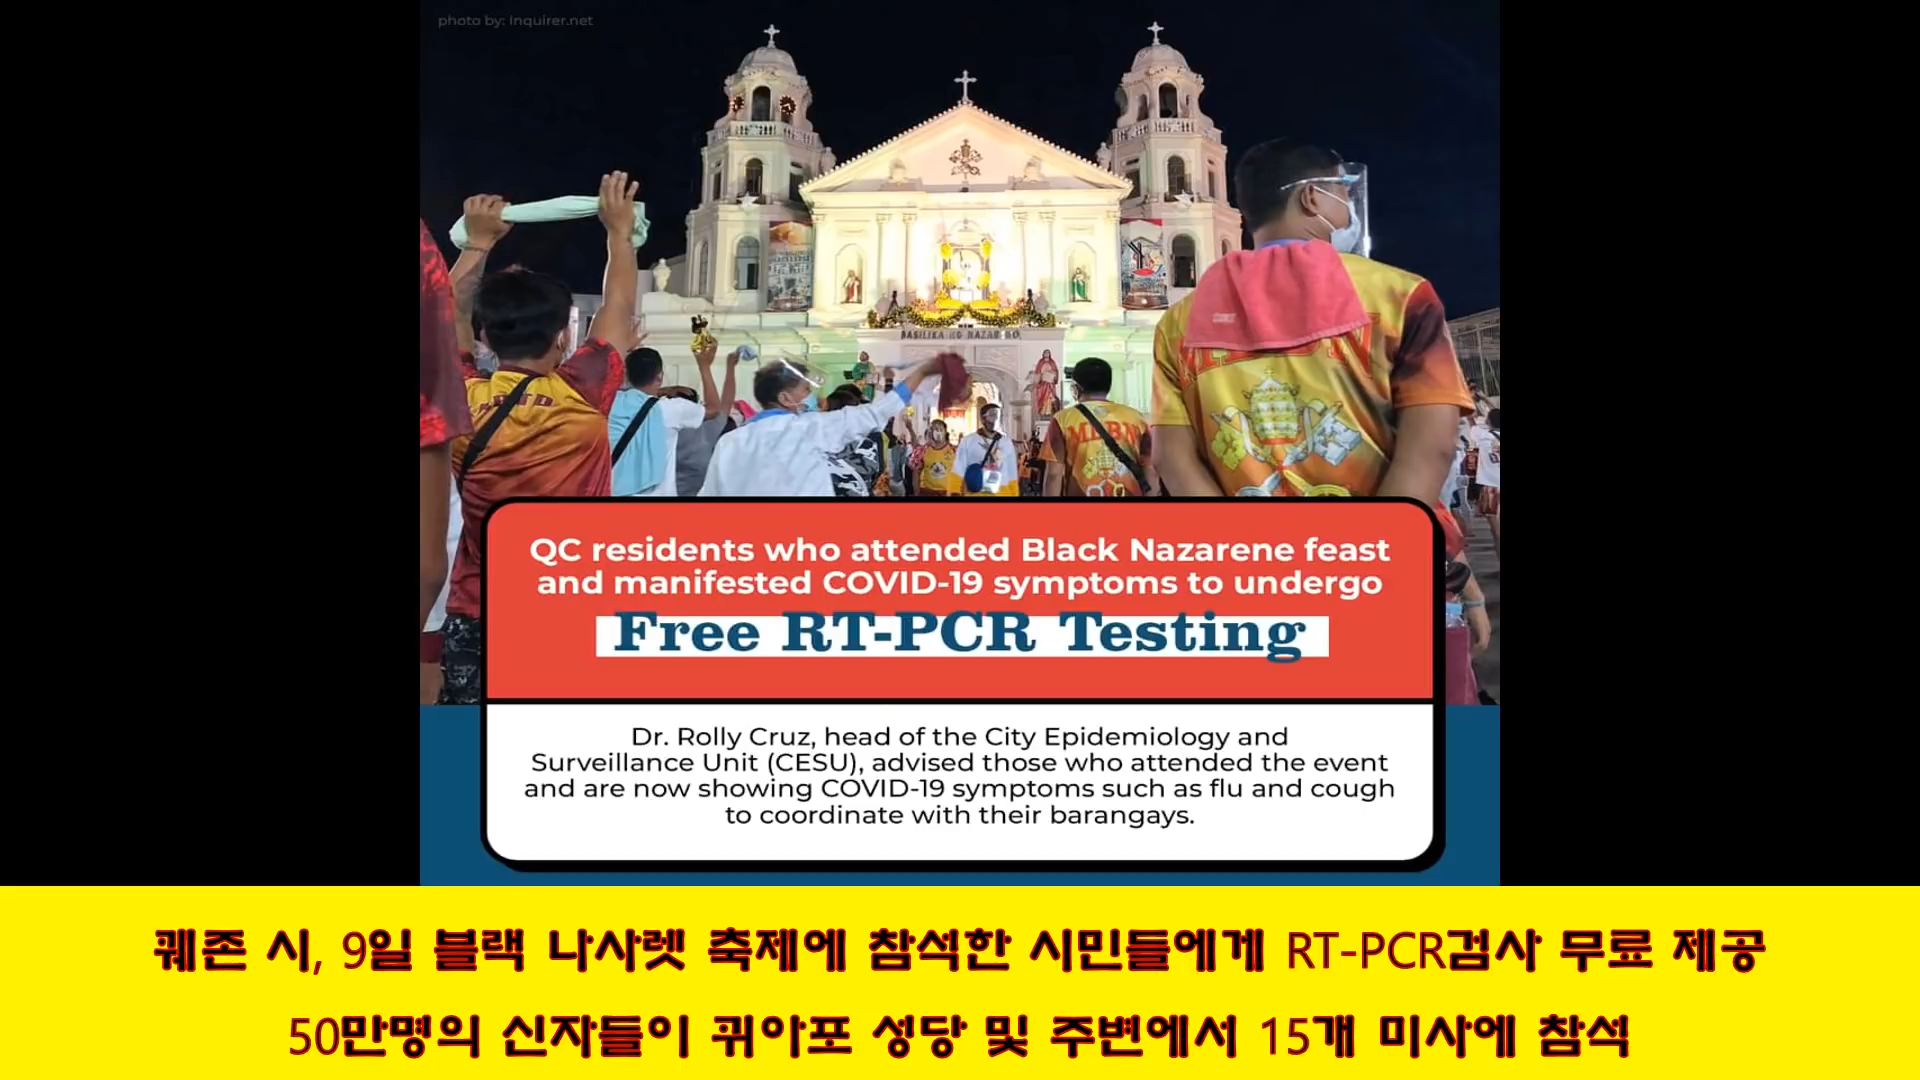 photo by: Inquirer.net
BASILIKA NG NAZARENO
MBBN
QC residents who attended Black Nazarene feast
and manifested COVID-19 symptoms to undergo
Free RT-PCR Testing
Dr. Rolly Cruz, head of the City Epidemiology and
Surveillance Unit (CESU), advised those who attended the event
and are now showing COVID-19 symptoms such as flu and cough
to coordinate with their barangays.
퀘존 시, 9일 블랙 나사렛 축제에 참석한 시민들에게 RT-PCR검사 무료 제공
50만명의 신자들이 퀴아포 성당 및 주변에서 15개 미사에 참석